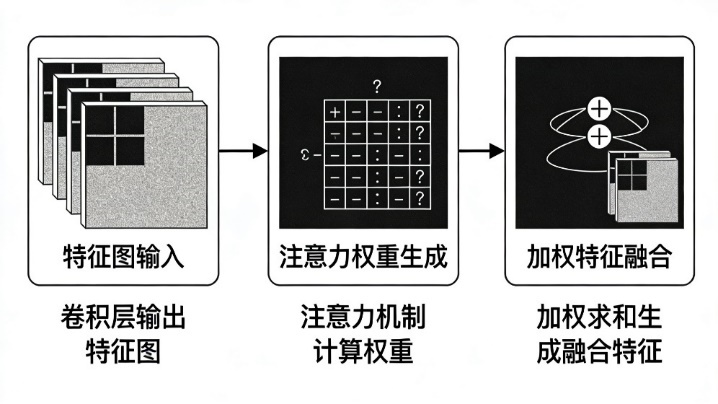 特征图输入
卷积层输出
特征图
?
+ − − : ?
− − − : ?
− − : − :
− − : − ?
− − : − ?
注意力权重生成
注意力机制
计算权重
+
+
加权特征融合
加权求和生
成融合特征